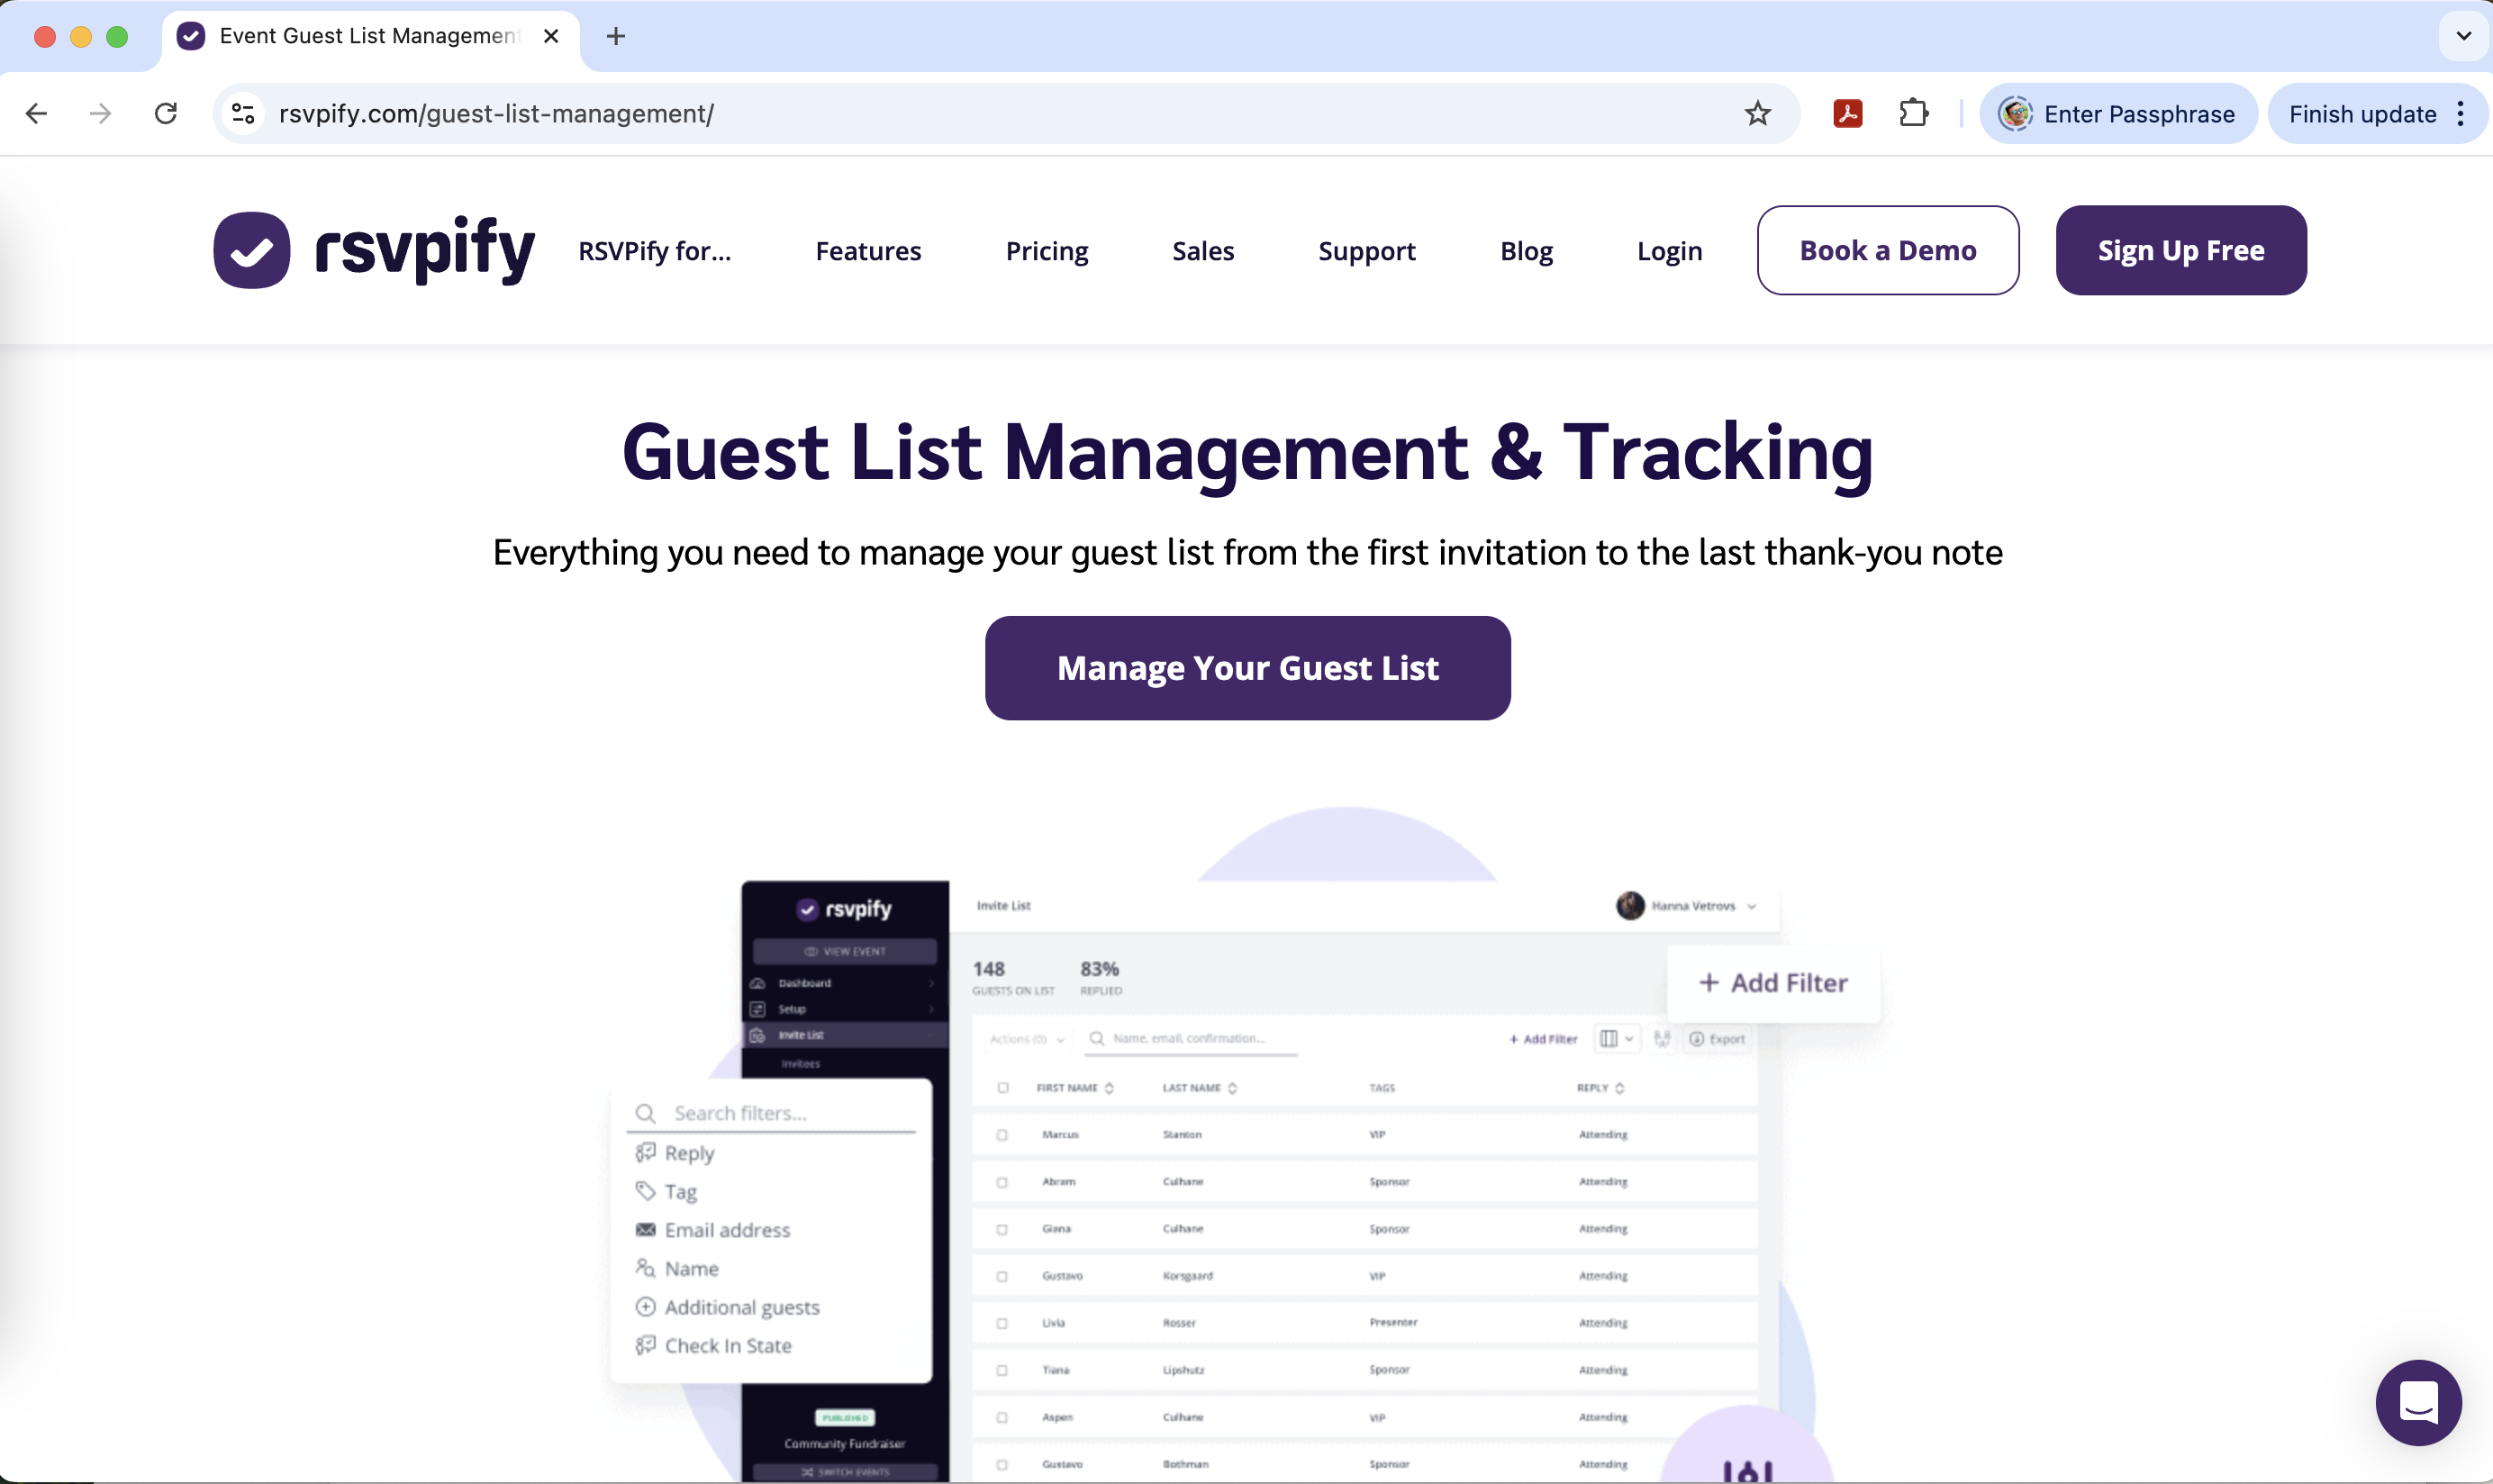 Event Guest List Management
rsvpify.com/guest-list-management/
Enter Passphrase
Finish update
rsvpify
RSVPify for...
Features
Pricing
Sales
Support
Blog
Login
Book a Demo
Sign Up Free
Guest List Management & Tracking
Everything you need to manage your guest list from the first invitation to the last thank-you note
Manage Your Guest List
rsvpify
Invite List
Hanna Vetrovs
VIEW EVENT
148
83%
GUESTS ON LIST
REPLIED
+ Add Filter
Dashboard
Setup
Invite List
Invitees
Actions (0)
Name, email, confirmation...
+ Add Filter
Export
FIRST NAME
LAST NAME
TAGS
REPLY
Search filters...
Reply
Tag
Email address
Name
Additional guests
Check In State
Marcus Stanton VIP Attending
Abram Culhane Sponsor Attending
Giana Culhane Sponsor Attending
Gustavo Korsgaard VIP Attending
Livia Rosser Presenter Attending
Tiana Lipshutz Sponsor Attending
Aspen Culhane VIP Attending
Gustavo Bothman Sponsor Attending
PUBLISHED
Community Fundraiser
SWITCH EVENTS